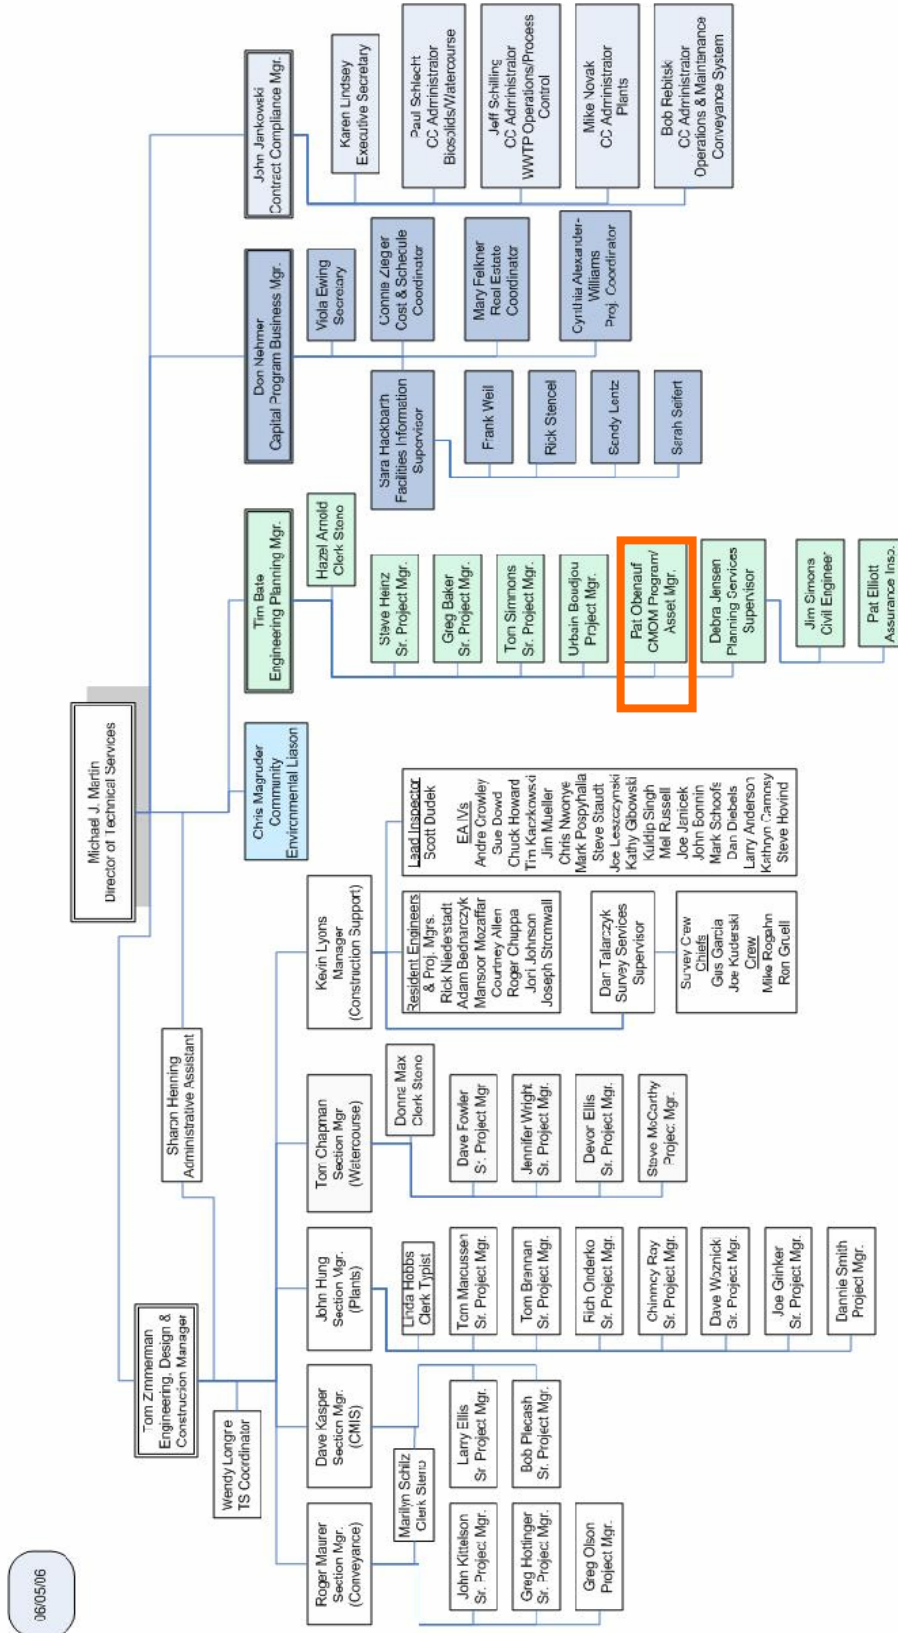 06/05/06
Michael J. Martin
Director of Technical Services
Sharon Henning
Administrative Assistant
Tom Zimmerman
Engineering, Design &
Construction Manager
Wendy Longre
TS Coordinator
Chris Magruder
Community
Environmental Liason
Tim Bate
Engineering Planning Mgr.
Don Nehmer
Capital Program Business Mgr.
John Jankowski
Contract Compliance Mgr.
Roger Maurer
Section Mgr.
(Conveyance)
Dave Kasper
Section Mgr.
(CMIS)
Marilyn Schilz
Clerk Steno
John Kittelson
Sr. Project Mgr.
Greg Hottinger
Sr. Project Mgr.
Greg Olson
Project Mgr.
Larry Ellis
Sr. Project Mgr.
Bob Plecash
Sr. Project Mgr.
John Hung
Section Mgr.
(Plants)
Linda Hobbs
Clerk Typist
Tom Marcussen
Sr. Project Mgr.
Tom Brennan
Sr. Project Mgr.
Rich Onderko
Sr. Project Mgr.
Chinmoy Ray
Sr. Project Mgr.
Dave Woznicki
Sr. Project Mgr.
Joe Grinker
Sr. Project Mgr.
Dannie Smith
Project Mgr.
Tom Chapman
Section Mgr
(Watercourse)
Donna Max
Clerk Steno
Dave Fowler
Sr. Project Mgr
Jennifer Wright
Sr. Project Mgr.
Devon Ellis
Sr. Project Mgr.
Steve McCarthy
Project Mgr.
Kevin Lyons
Manager
(Construction Support)
Resident Engineers
& Proj. Mgrs.
Rick Niederstadt
Adam Bednarczyk
Mansoor Mozaffar
Courtney Allen
Roger Chuppa
Jori Johnson
Joseph Stromwall
Dan Talarczyk
Survey Services
Supervisor
Survey Crew
Chiefs
Gus Garcia
Joe Kuderski
Crew
Mike Rogahn
Ron Gruell
Lead Inspector
Scott Dudek
EA IVs
Andre Crowley
Sue Dowd
Chuck Howard
Tim Kaczkowski
Jim Mueller
Chris Nwonye
Mark Pospyhalla
Steve Staudt
Joe Leszczynski
Kathy Gibowski
Kuldip Singh
Mel Russell
Joe Janicek
John Bonnin
Mark Schoofs
Dan Diebels
Larry Anderson
Kathryn
Steve Hovind
Hazel Arnold
Clerk Steno
Steve Heinz
Sr. Project Mgr.
Greg Baker
Sr. Project Mgr.
Tom Simmons
Sr. Project Mgr.
Urbain Boudjou
Project Mgr.
Pat Obenauf
CMOM Program/
Asset Mgr.
Debra Jensen
Planning Services
Supervisor
Jim Simons
Civil Engineer
Pat Elliott
Assurance Insp.
Viola Ewing
Secretary
Connie Zieger
Cost & Schedule
Coordinator
Mary Felkner
Real Estate
Coordinator
Cynthia Alexander-
Williams
Proj. Coordinator
Sara Hackbarth
Facilities Information
Supervisor
Frank Weil
Rick Stencel
Sandy Lentz
Sarah Seifert
Karen Lindsey
Executive Secretary
Paul Schlecht
CC Administrator
Biosolids/Watercourse
Jeff Schilling
CC Administrator
WWTP Operations/Process
Control
Mike Novak
CC Administrator
Plants
Bob Rebitski
CC Administrator
Operations & Maintenance
Conveyance System